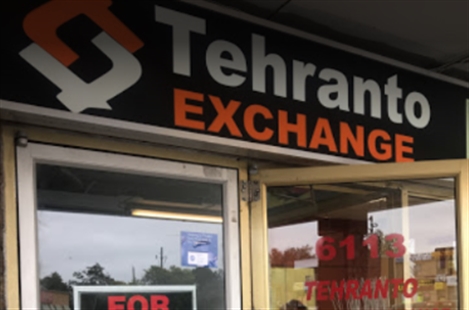 Tehranto
EXCHANGE
6113
TEHRANTO
FOR